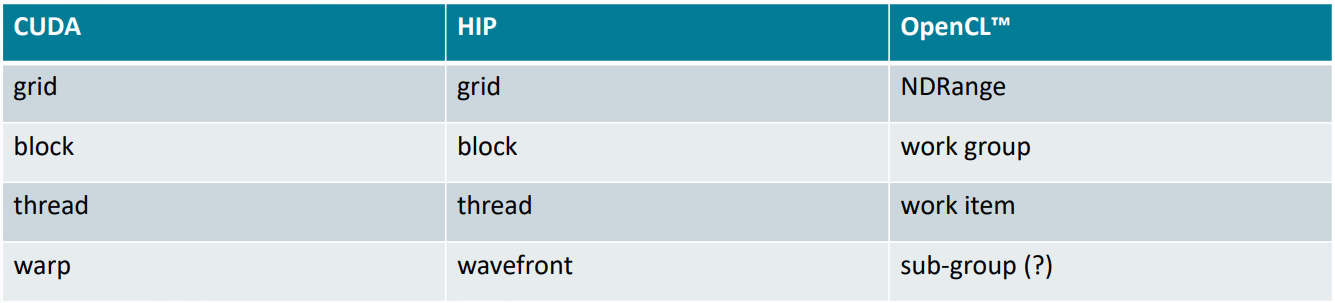 CUDA HIP OpenCL™
grid grid NDRange
block block work group
thread thread work item
warp wavefront sub-group (?)